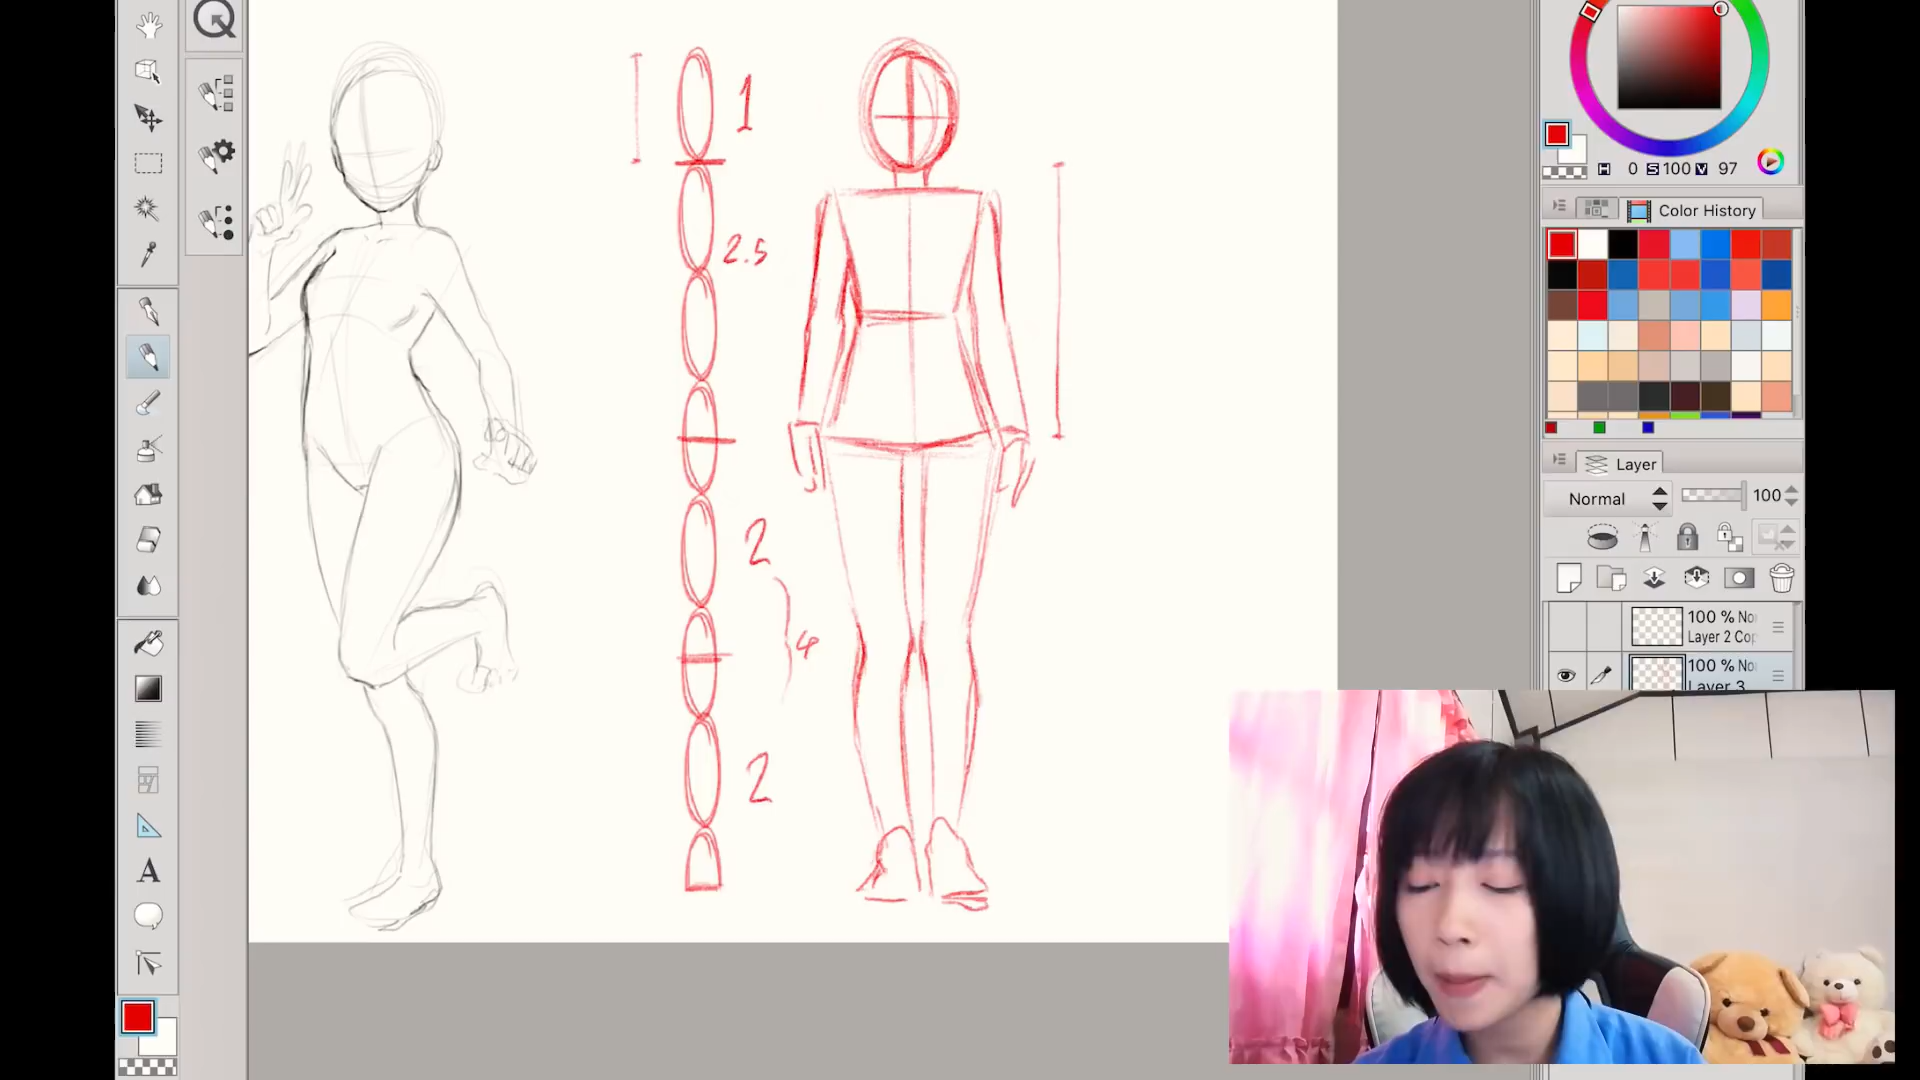 1
2.5
2
4
2
H 0 S 100 V 97
Color History
Layer
Normal 100
100 % No
Layer 2 Cop
100 % No
Layer 3
A